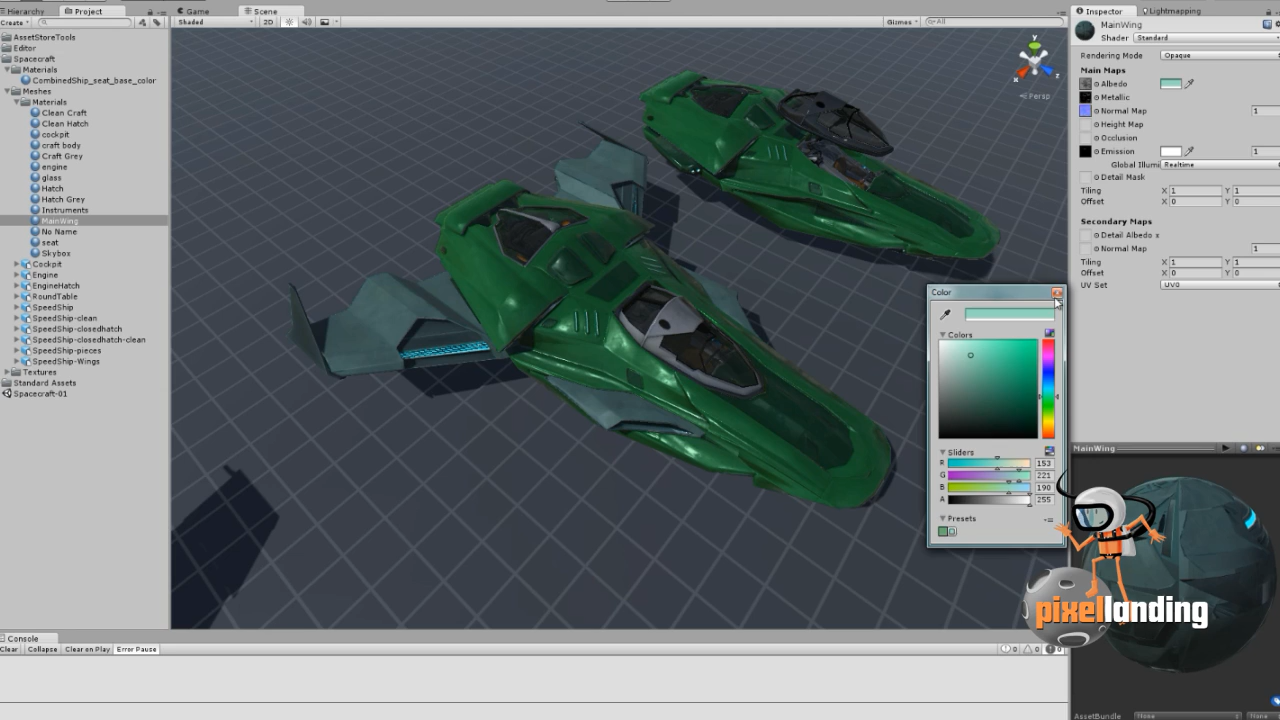 Hierarchy Project Game Scene Inspector Lightmapping
Create Shaded 2D Gizmos All
AssetStoreTools
Editor
Spacecraft
Materials
CombinedShip_seat_base_color
Meshes
Materials
Clean Craft
Clean Hatch
cockpit
craft body
Craft Grey
engine
glass
Hatch
Hatch Grey
Instruments
MainWing
No Name
seat
Skybox
Cockpit
Engine
EngineHatch
RoundTable
SpeedShip
SpeedShip-clean
SpeedShip-closedhatch
SpeedShip-closedhatch-clean
SpeedShip-pieces
SpeedShip-Wings
Textures
Standard Assets
Spacecraft-01
y
x z
Persp
Color
Colors
Sliders
R 153
G 221
B 190
A 255
Presets
MainWing
Shader Standard
Rendering Mode Opaque
Main Maps
Albedo
Metallic
Normal Map 1
Height Map
Occlusion
Emission 1
Global Illumi Realtime
Detail Mask
Tiling X 1 Y 1
Offset X 0 Y 0
Secondary Maps
Detail Albedo x
Normal Map 1
Tiling X 1 Y 1
Offset X 0 Y 0
UV Set UV0
MainWing
pixellanding
AssetBundle None None
Console
Clear Collapse Clear on Play Error Pause 0 0 0